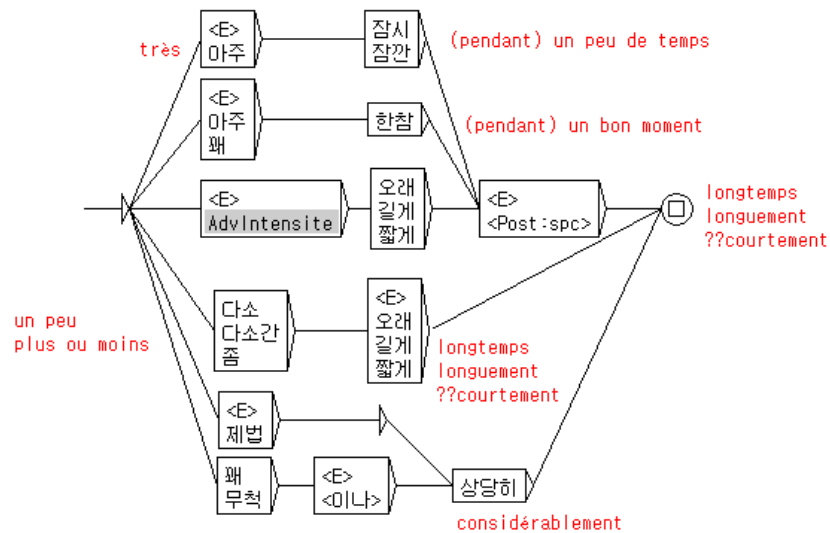 très
<E>
아주
잠시
잠깐
(pendant) un peu de temps
<E>
아주
꽤
한참
(pendant) un bon moment
<E>
AdvIntensite
오래
길게
짧게
<E>
<Post:spc>
longtemps
longuement
??courtement
un peu
plus ou moins
다소
다소간
좀
<E>
오래
길게
짧게
longtemps
longuement
??courtement
<E>
제법
꽤
무척
<E>
<이나>
상당히
considérablement